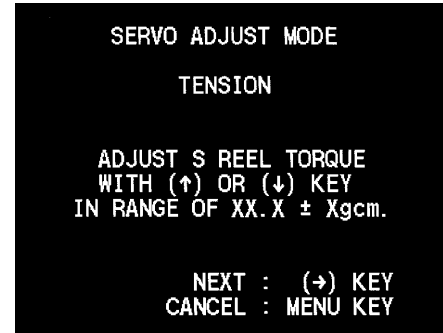 SERVO ADJUST MODE
TENSION
ADJUST S REEL TORQUE
WITH (↑) OR (↓) KEY
IN RANGE OF XX.X ± Xgcm.
NEXT : (→) KEY
CANCEL : MENU KEY